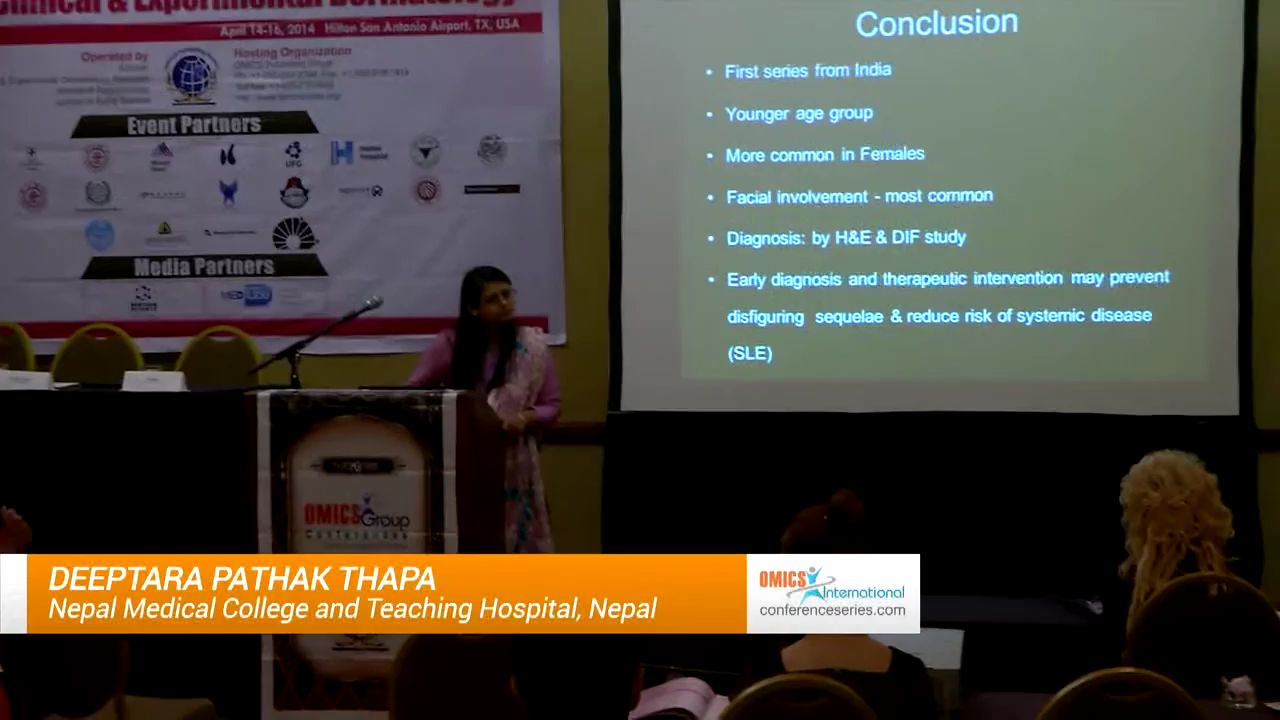 Clinical & Experimental Dermatology
April 14-16, 2014 Hilton San Antonio Airport, TX, USA
Operated by
Hosting Organization
Event Partners
UFG
H
Hospital
Media Partners
Conclusion
• First series from India
• Younger age group
• More common in Females
• Facial involvement - most common
• Diagnosis: by H&E & DIF study
• Early diagnosis and therapeutic intervention may prevent
disfiguring sequelae & reduce risk of systemic disease
(SLE)
OMICS Group
Conferences
DEEPTARA PATHAK THAPA
Nepal Medical College and Teaching Hospital, Nepal
OMICS
International
conferenceseries.com